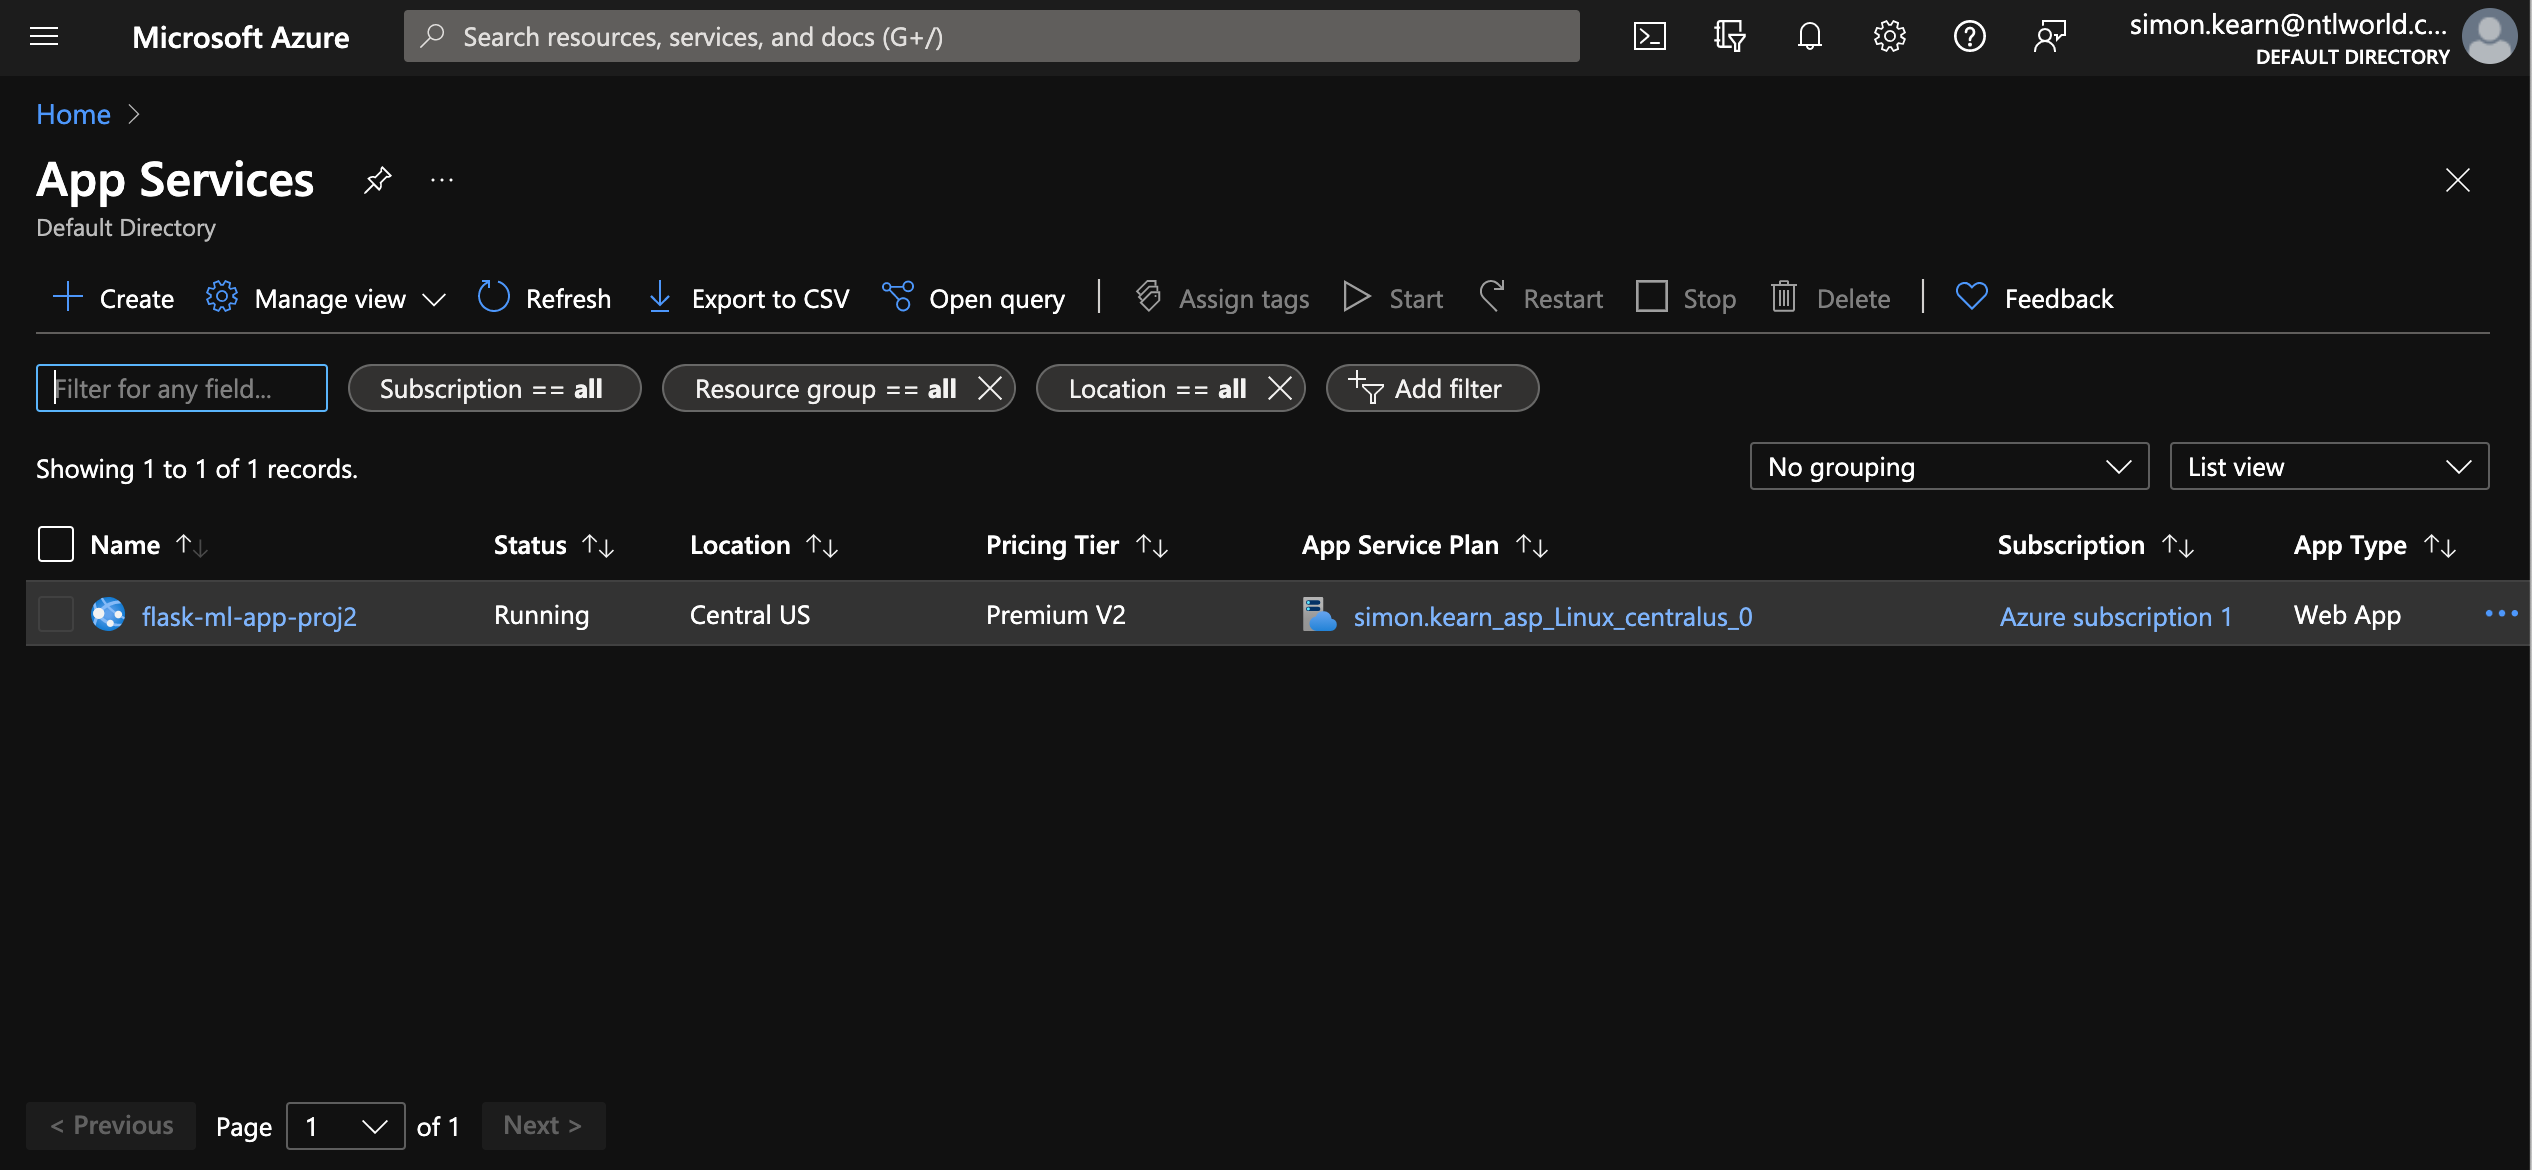 Microsoft Azure
Search resources, services, and docs (G+/)
simon.kearn@ntlworld.c...
DEFAULT DIRECTORY
Home
App Services
Default Directory
Create
Manage view
Refresh
Export to CSV
Open query
Assign tags
Start
Restart
Stop
Delete
Feedback
Filter for any field...
Subscription == all
Resource group == all
Location == all
Add filter
Showing 1 to 1 of 1 records.
No grouping
List view
Name
Status
Location
Pricing Tier
App Service Plan
Subscription
App Type
flask-ml-app-proj2
Running
Central US
Premium V2
simon.kearn_asp_Linux_centralus_0
Azure subscription 1
Web App
< Previous
Page
1
of 1
Next >